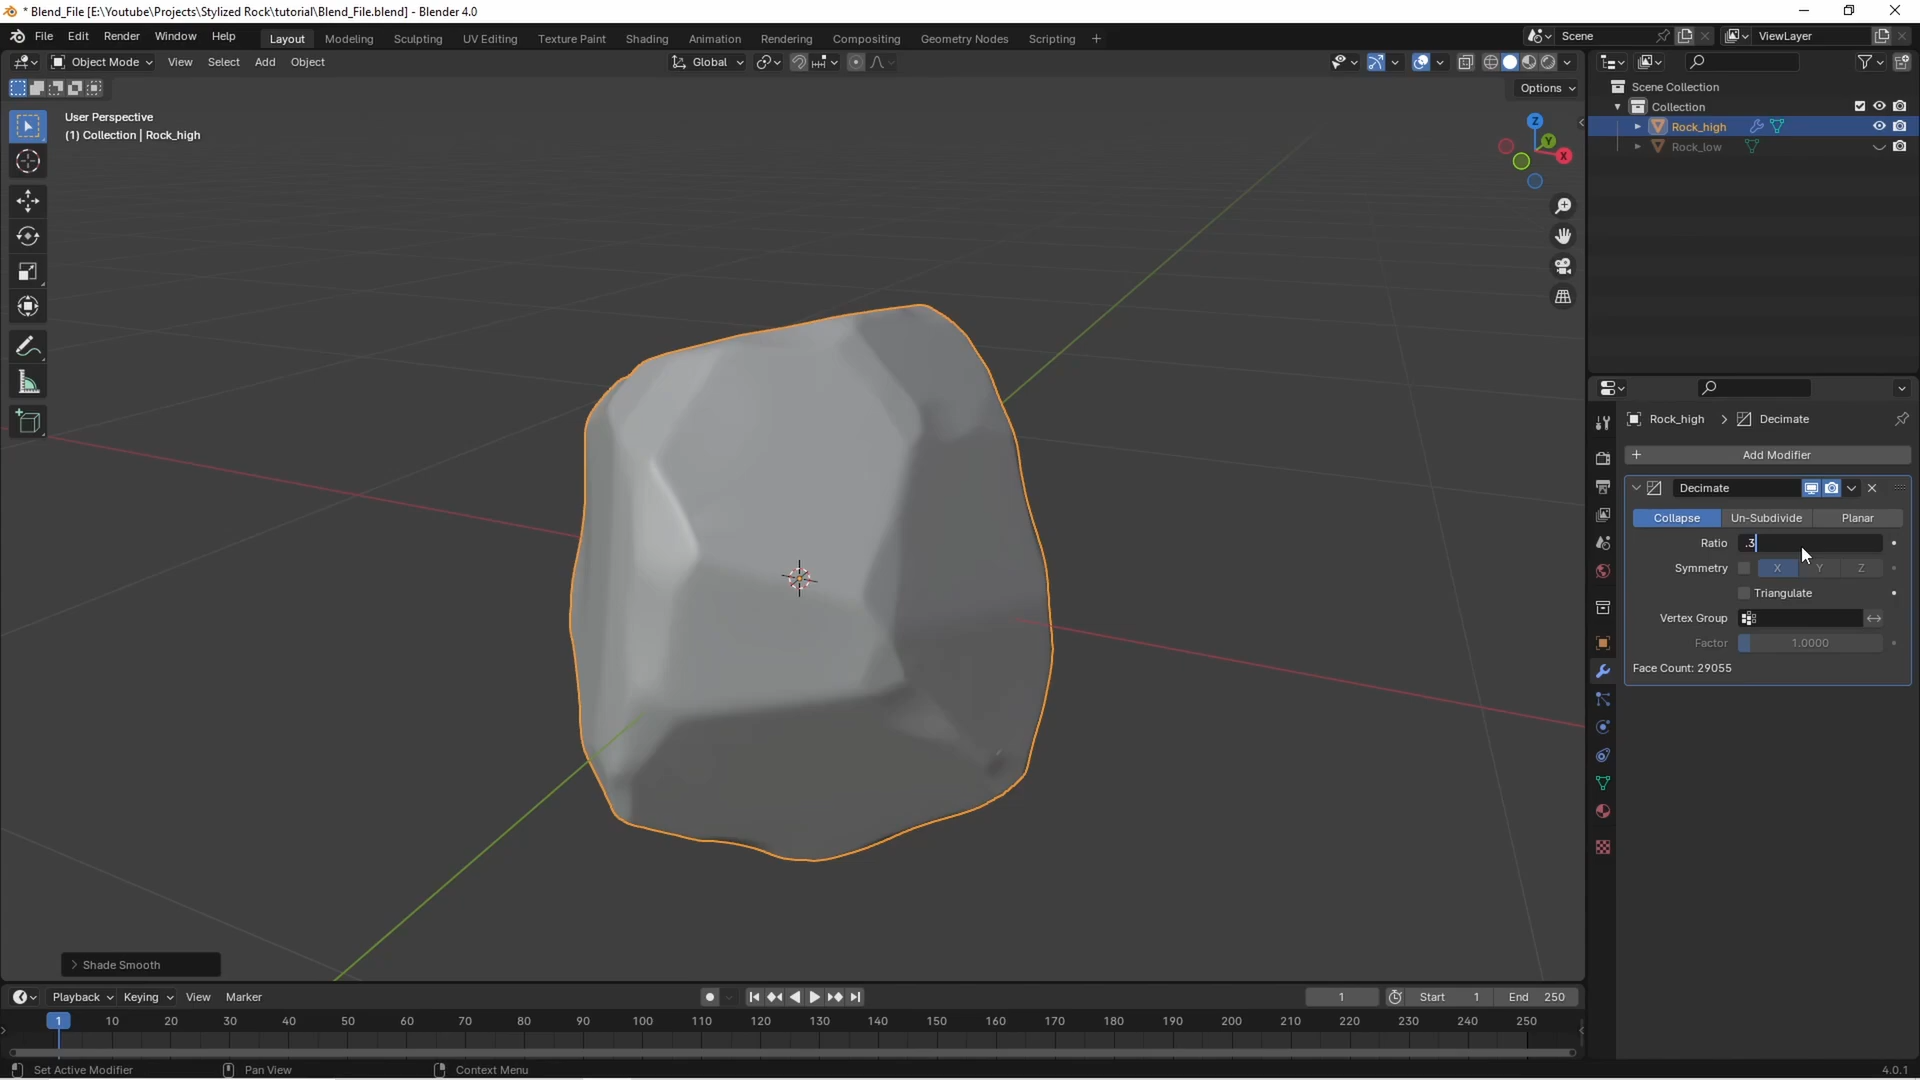 * Blend_File [E:\Youtube\Projects\Stylized Rock\tutorial\Blend_File.blend] - Blender 4.0
File Edit Render Window Help Layout Modeling Sculpting UV Editing Texture Paint Shading Animation Rendering Compositing Geometry Nodes Scripting + Scene ViewLayer
Object Mode View Select Add Object Global
Options
User Perspective
(1) Collection | Rock_high
Z
Y
X
Scene Collection
Collection
Rock_high
Rock_low
Rock_high > Decimate
+ Add Modifier
Decimate
Collapse Un-Subdivide Planar
Ratio .3
Symmetry X Y Z
Triangulate
Vertex Group
Factor 1.0000
Face Count: 29055
> Shade Smooth
Playback Keying View Marker 1 Start 1 End 250
1 10 20 30 40 50 60 70 80 90 100 110 120 130 140 150 160 170 180 190 200 210 220 230 240 250
Set Active Modifier Pan View Context Menu 4.0.1